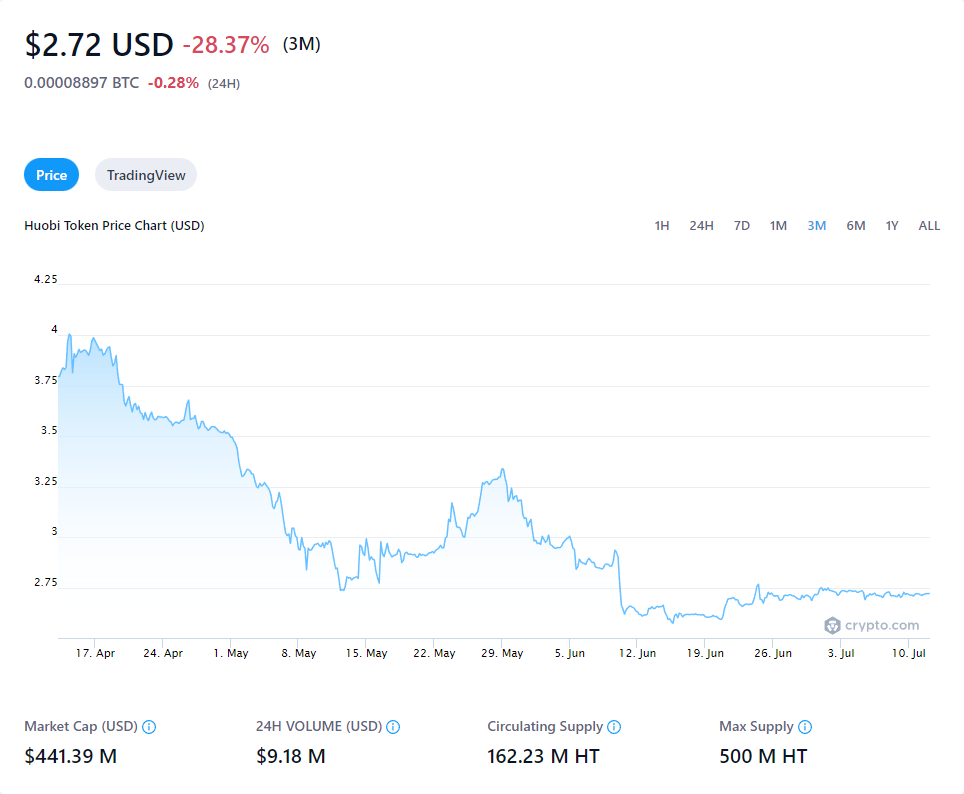 $2.72 USD -28.37% (3M)
0.00008897 BTC -0.28% (24H)
Price TradingView
Huobi Token Price Chart (USD) 1H 24H 7D 1M 3M 6M 1Y ALL
4.25
4
3.75
3.5
3.25
3
2.75
crypto.com
17. Apr 24. Apr 1. May 8. May 15. May 22. May 29. May 5. Jun 12. Jun 19. Jun 26. Jun 3. Jul 10. Jul
Market Cap (USD) 24H VOLUME (USD) Circulating Supply Max Supply
$441.39 M $9.18 M 162.23 M HT 500 M HT